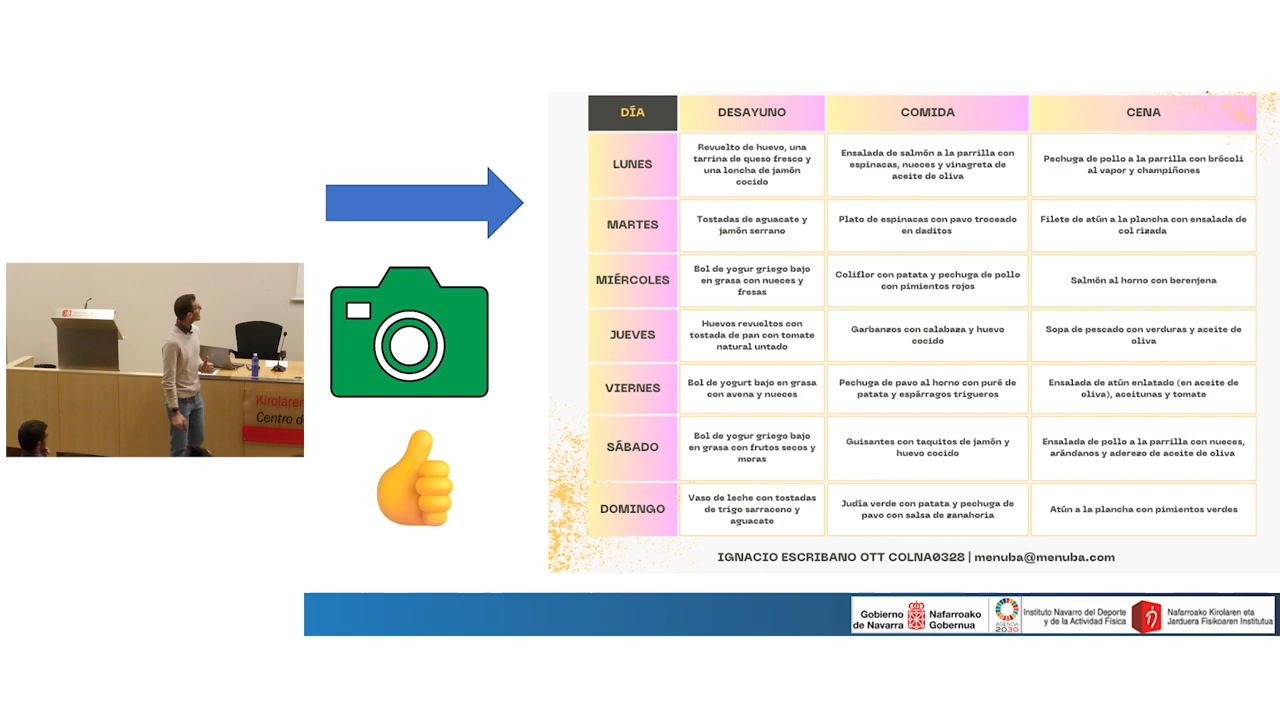 DÍA
DESAYUNO
COMIDA
CENA
LUNES
Revuelto de huevo, una
tarrina de queso fresco y
una loncha de jamón
cocido
Ensalada de salmón a la parrilla con
espinacas, nueces y vinagreta de
aceite de oliva
Pechuga de pollo a la parrilla con brócoli
al vapor y champiñones
MARTES
Tostadas de aguacate y
jamón serrano
Plato de espinacas con pavo troceado
en daditos
Filete de atún a la plancha con ensalada de
col rizada
MIÉRCOLES
Bol de yogur griego bajo
en grasa con nueces y
fresas
Coliflor con patata y pechuga de pollo
con pimientos rojos
Salmón al horno con berenjena
JUEVES
Huevos revueltos con
tostada de pan con tomate
natural untado
Garbanzos con calabaza y huevo
cocido
Sopa de pescado con verduras y aceite de
oliva
VIERNES
Bol de yogurt bajo en grasa
con avena y nueces
Pechuga de pavo al horno con puré de
patata y espárragos trigueros
Ensalada de atún enlatado (en aceite de
oliva), aceitunas y tomate
SÁBADO
Bol de yogur griego bajo
en grasa con frutos secos y
moras
Guisantes con taquitos de jamón y
huevo cocido
Ensalada de pollo a la parrilla con nueces,
arándanos y aderezo de aceite de oliva
DOMINGO
Vaso de leche con tostadas
de trigo sarraceno y
aguacate
Judía verde con patata y pechuga de
pavo con salsa de zanahoria
Atún a la plancha con pimientos verdes
IGNACIO ESCRIBANO OTT COLNA0328 | menuba@menuba.com
Kirolaren
Centro de
Gobierno
de Navarra
Nafarroako
Gobernua
AGENDA
2030
Instituto Navarro del Deporte
y de la Actividad Física
Nafarroako Kirolaren eta
Jarduera Fisikoaren Institutua